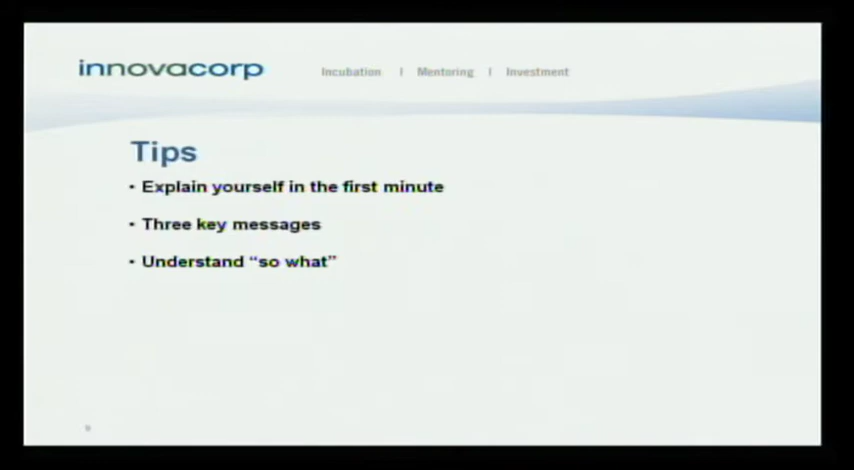 innovacorp
Incubation | Mentoring | Investment
Tips
• Explain yourself in the first minute
• Three key messages
• Understand “so what”